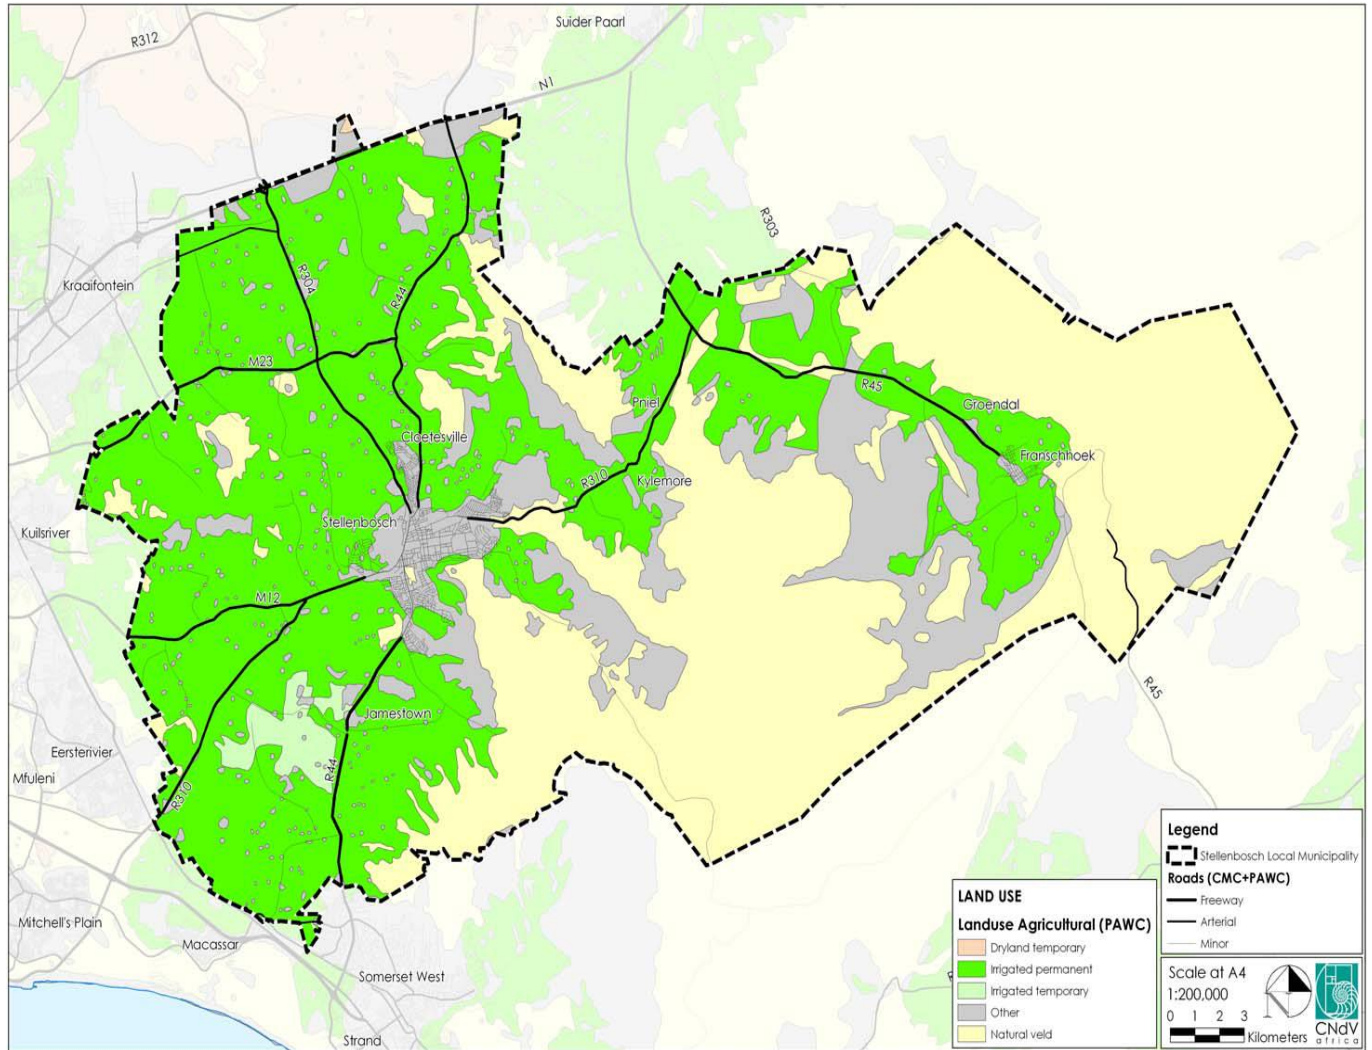 Suider Paarl
R312
N1
R303
Kraaifontein
R304
R44
M23
Pniel
R45
Groendal
Cloetesville
Franschhoek
R310
Kylemore
Stellenbosch
Kuilsriver
M12
R45
Jamestown
Eersterivier
Mfuleni
R44
R310
Mitchell's Plain
Macassar
Somerset West
Strand
LAND USE
Landuse Agricultural (PAWC)
Dryland temporary
Irrigated permanent
Irrigated temporary
Other
Natural veld
Legend
Stellenbosch Local Municipality
Roads (CMC+PAWC)
Freeway
Arterial
Minor
Scale at A4
1:200,000
0 1 2 3
Kilometers
N
CNdV
africa